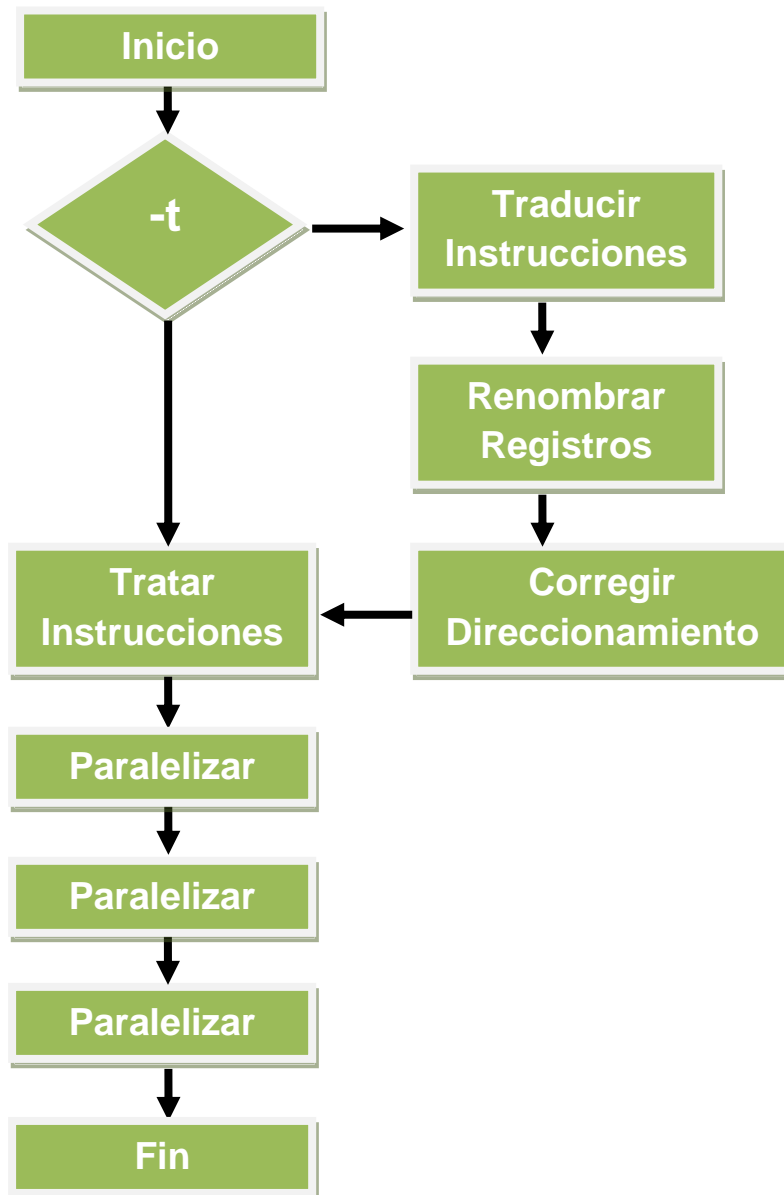 Inicio
-t
Traducir
Instrucciones
Renombrar
Registros
Corregir
Direccionamiento
Tratar
Instrucciones
Paralelizar
Paralelizar
Paralelizar
Fin